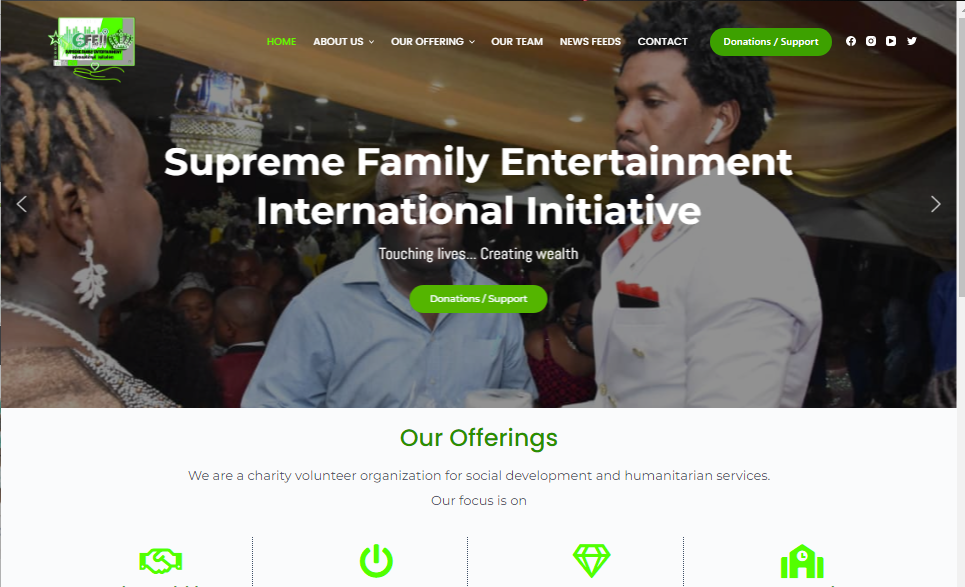 SFEII
HOME
ABOUT US
OUR OFFERING
OUR TEAM
NEWS FEEDS
CONTACT
Donations / Support
Supreme Family Entertainment
International Initiative
Touching lives... Creating wealth
Donations / Support
Our Offerings
We are a charity volunteer organization for social development and humanitarian services.
Our focus is on